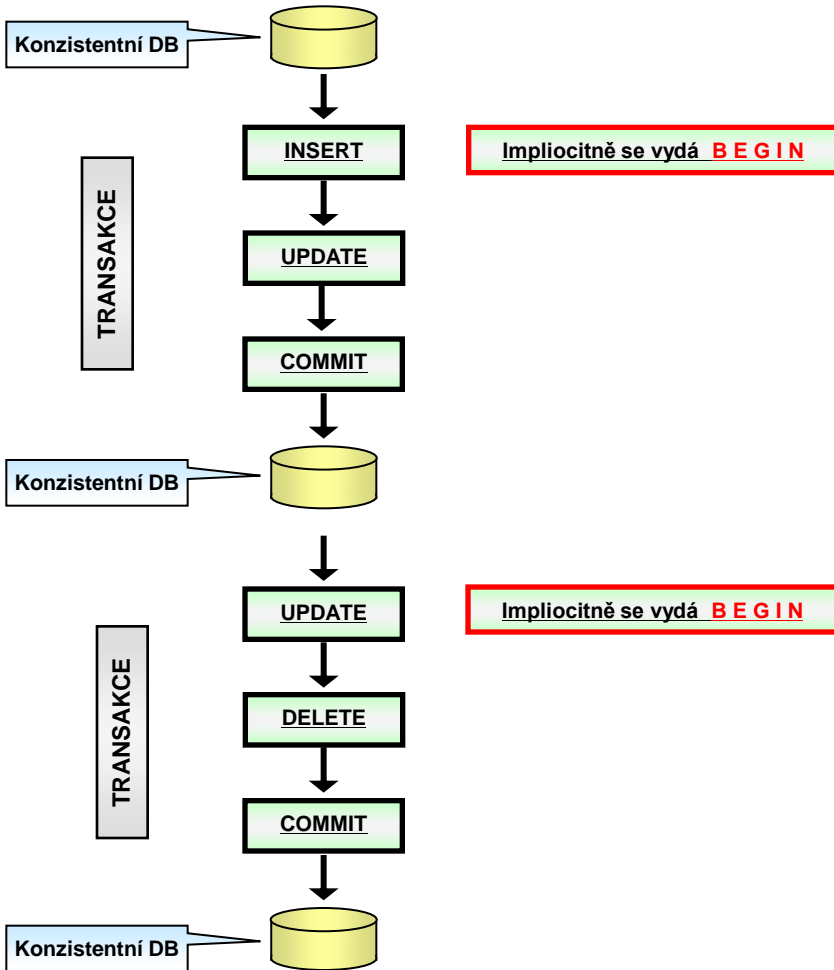 Konzistentní DB
INSERT
Impliocitně se vydá B E G I N
TRANSAKCE
UPDATE
COMMIT
Konzistentní DB
UPDATE
Impliocitně se vydá B E G I N
TRANSAKCE
DELETE
COMMIT
Konzistentní DB